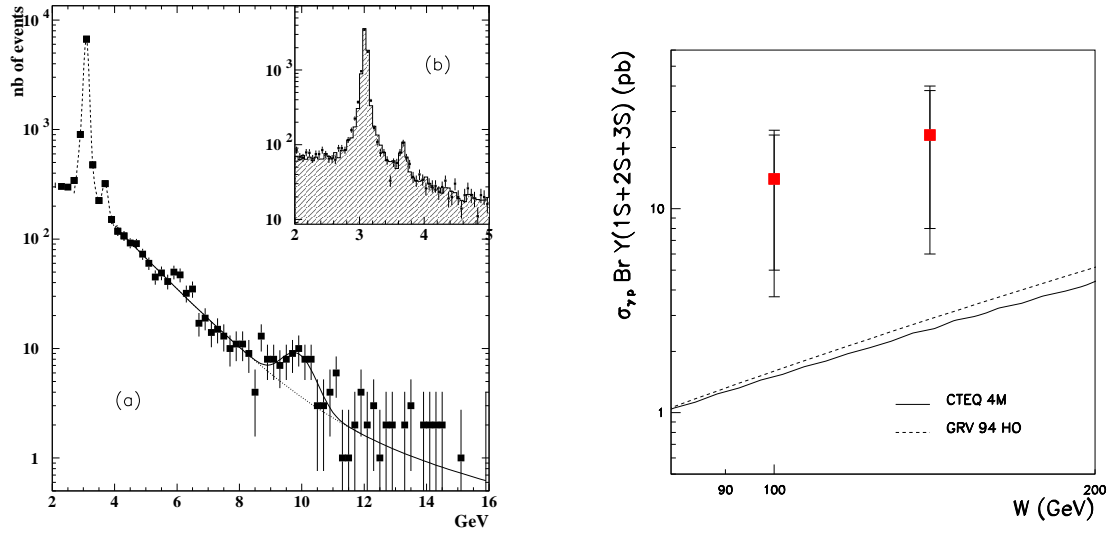 nb of events
10^4
10^3
10^2
10
1
2 4 6 8 10 12 14 16
GeV
(a)
(b)
10^3
10^2
10
2 3 4 5
σ_γp Br Υ(1S+2S+3S) (pb)
10
1
CTEQ 4M
GRV 94 HO
90 100 200
W (GeV)